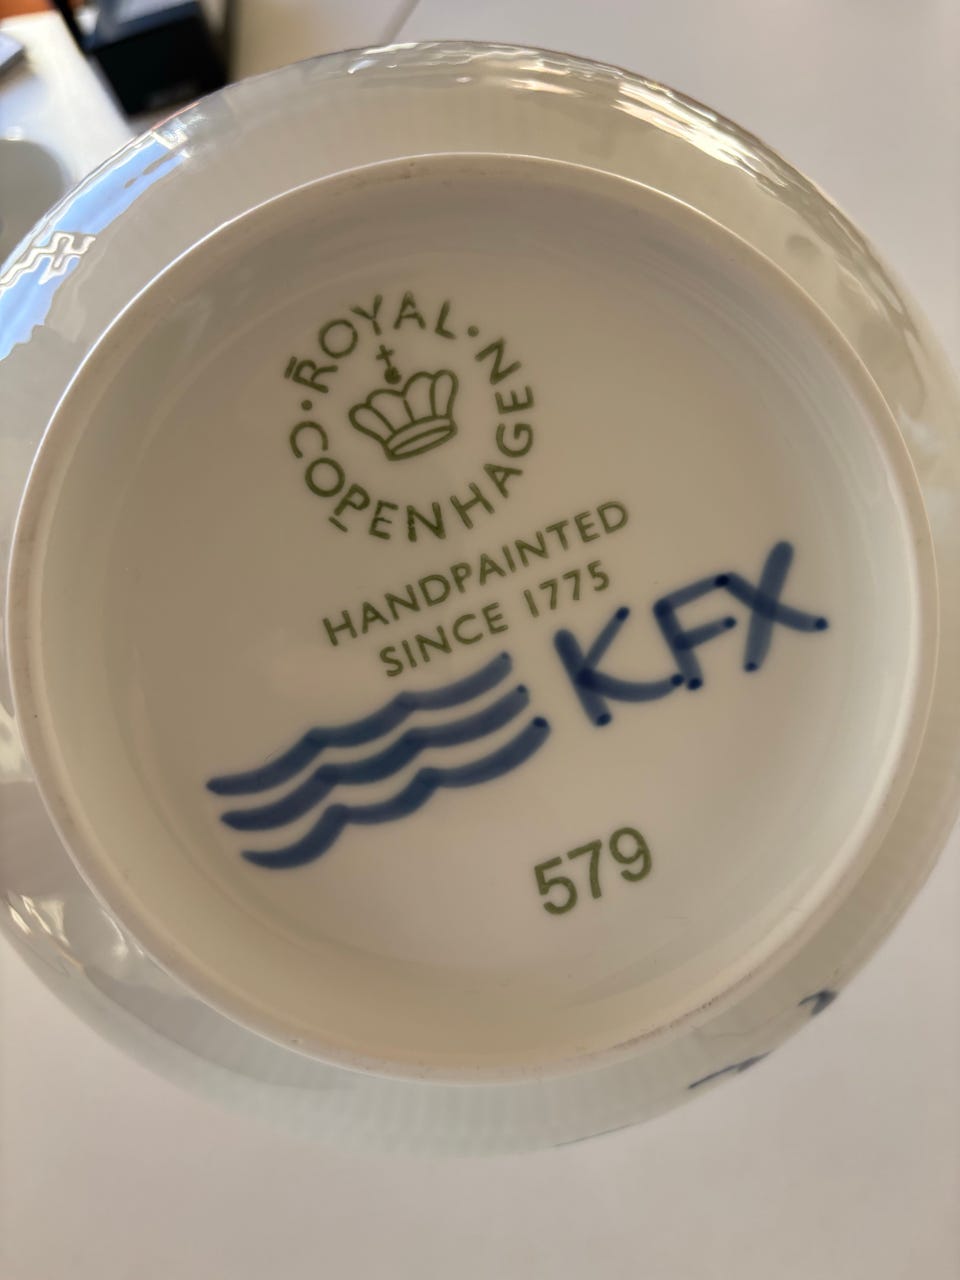 ·ROYAL·
COPENHAGEN
HANDPAINTED
SINCE 1775
KFX
579